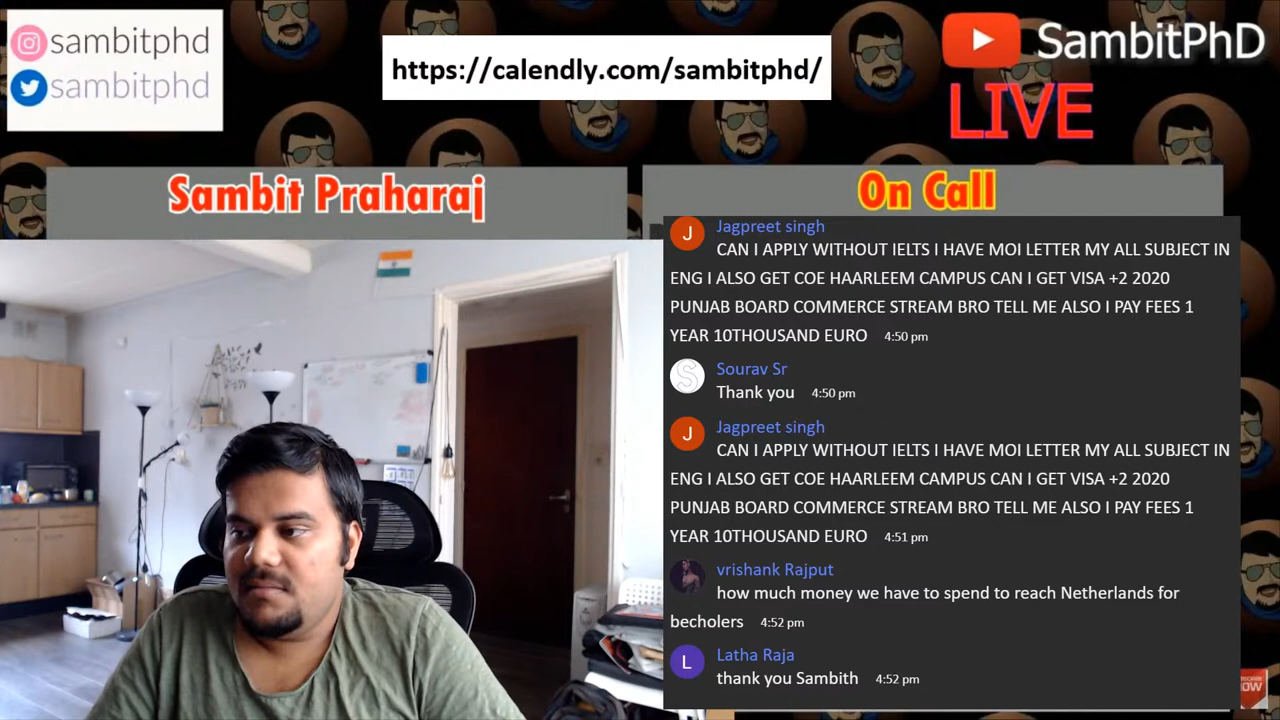 sambitphd
sambitphd
https://calendly.com/sambitphd/
SambitPhD
LIVE
Sambit Praharaj
On Call
J
Jagpreet singh
CAN I APPLY WITHOUT IELTS I HAVE MOI LETTER MY ALL SUBJECT IN
ENG I ALSO GET COE HAARLEEM CAMPUS CAN I GET VISA +2 2020
PUNJAB BOARD COMMERCE STREAM BRO TELL ME ALSO I PAY FEES 1
YEAR 10THOUSAND EURO 4:50 pm
S
Sourav Sr
Thank you 4:50 pm
J
Jagpreet singh
CAN I APPLY WITHOUT IELTS I HAVE MOI LETTER MY ALL SUBJECT IN
ENG I ALSO GET COE HAARLEEM CAMPUS CAN I GET VISA +2 2020
PUNJAB BOARD COMMERCE STREAM BRO TELL ME ALSO I PAY FEES 1
YEAR 10THOUSAND EURO 4:51 pm
vrishank Rajput
how much money we have to spend to reach Netherlands for
becholers 4:52 pm
L
Latha Raja
thank you Sambith 4:52 pm